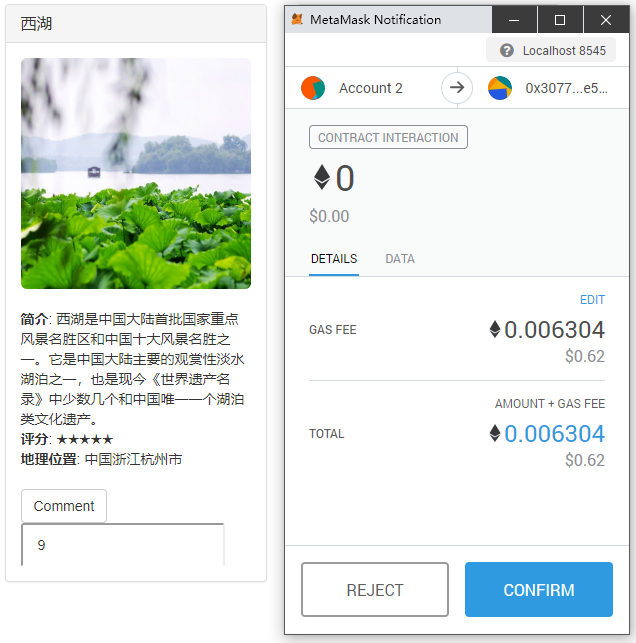 西湖
简介: 西湖是中国大陆首批国家重点
风景名胜区和中国十大风景名胜之
一。它是中国大陆主要的观赏性淡水
湖泊之一，也是现今《世界遗产名
录》中少数几个和中国唯一一个湖泊
类文化遗产。
评分: ★★★★★
地理位置: 中国浙江杭州市
Comment
9
MetaMask Notification
Localhost 8545
Account 2
0x3077...e5...
CONTRACT INTERACTION
0
$0.00
DETAILS
DATA
EDIT
GAS FEE
0.006304
$0.62
AMOUNT + GAS FEE
TOTAL
0.006304
$0.62
REJECT
CONFIRM